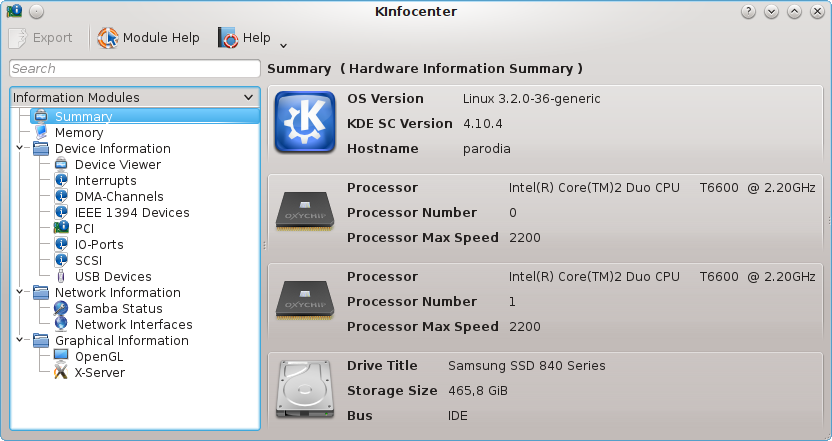 KInfocenter
Export Module Help Help
Search
Information Modules
Summary
Memory
Device Information
Device Viewer
Interrupts
DMA-Channels
IEEE 1394 Devices
PCI
IO-Ports
SCSI
USB Devices
Network Information
Samba Status
Network Interfaces
Graphical Information
OpenGL
X-Server
Summary ( Hardware Information Summary )
OS Version Linux 3.2.0-36-generic
KDE SC Version 4.10.4
Hostname parodia
OXYCHIP
Processor Intel(R) Core(TM)2 Duo CPU T6600 @ 2.20GHz
Processor Number 0
Processor Max Speed 2200
OXYCHIP
Processor Intel(R) Core(TM)2 Duo CPU T6600 @ 2.20GHz
Processor Number 1
Processor Max Speed 2200
Drive Title Samsung SSD 840 Series
Storage Size 465,8 GiB
Bus IDE